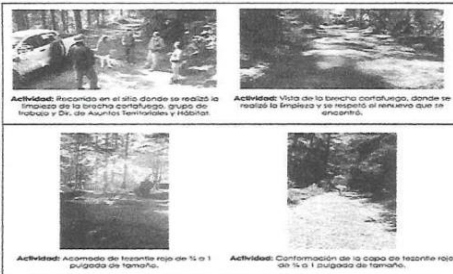 Actividad: Recorrido en el sitio donde se realizó la
limpieza de la brecha cortafuego, grupo de
trabajo y Dir. de Asuntos Territoriales y Hábitat.
Actividad: Vista de la brecha cortafuego, donde se
realizó la limpieza y se respetó el renuevo que se
encontró.
Actividad: Acomodo de tezontle rojo de ¾ a 1
pulgada de tamaño.
Actividad: Conformación de la capa de tezontle rojo
de ¾ a 1 pulgada de tamaño.